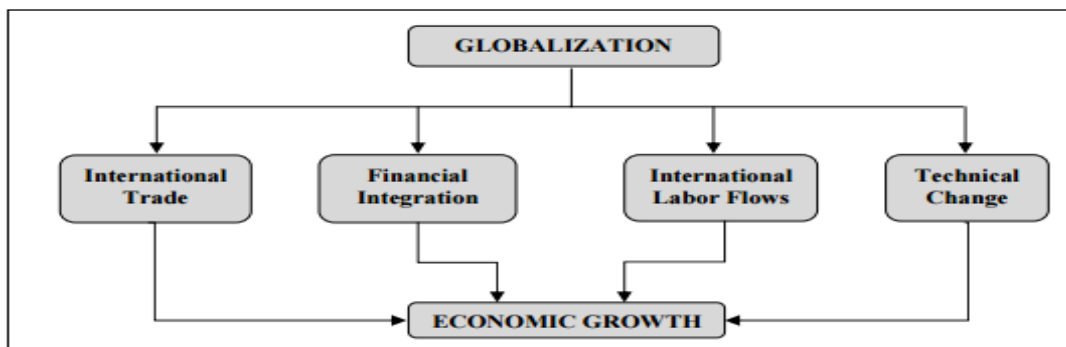 GLOBALIZATION
International
Trade
Financial
Integration
International
Labor Flows
Technical
Change
ECONOMIC GROWTH